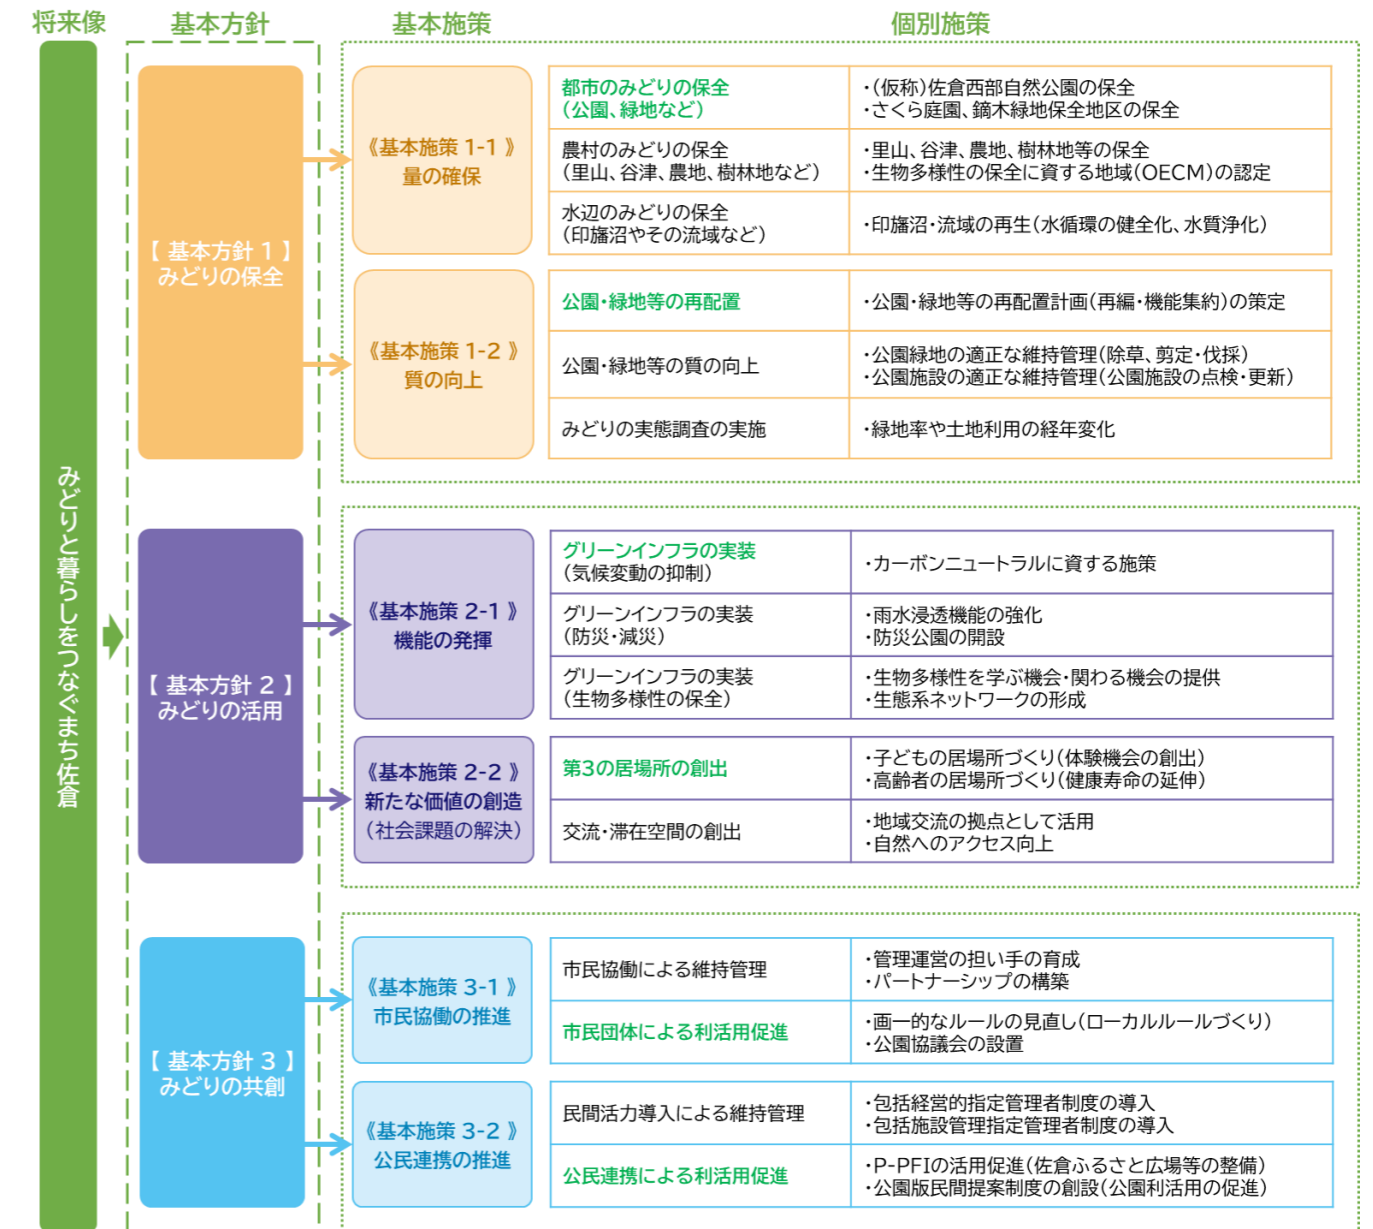 将来像
基本方針
基本施策
個別施策
みどりと暮らしをつなぐまち佐倉
【 基本方針 1 】
みどりの保全
《基本施策 1-1 》
量の確保
都市のみどりの保全
(公園、緑地など)
・(仮称)佐倉西部自然公園の保全
・さくら庭園、鏑木緑地保全地区の保全
農村のみどりの保全
(里山、谷津、農地、樹林地など)
・里山、谷津、農地、樹林地等の保全
・生物多様性の保全に資する地域(OECM)の認定
水辺のみどりの保全
(印旛沼やその流域など)
・印旛沼・流域の再生(水循環の健全化、水質浄化)
《基本施策 1-2 》
質の向上
公園・緑地等の再配置
・公園・緑地等の再配置計画(再編・機能集約)の策定
公園・緑地等の質の向上
・公園緑地の適正な維持管理(除草、剪定・伐採)
・公園施設の適正な維持管理(公園施設の点検・更新)
みどりの実態調査の実施
・緑地率や土地利用の経年変化
【 基本方針 2 】
みどりの活用
《基本施策 2-1 》
機能の発揮
グリーンインフラの実装
(気候変動の抑制)
・カーボンニュートラルに資する施策
グリーンインフラの実装
(防災・減災)
・雨水浸透機能の強化
・防災公園の開設
グリーンインフラの実装
(生物多様性の保全)
・生物多様性を学ぶ機会・関わる機会の提供
・生態系ネットワークの形成
《基本施策 2-2 》
新たな価値の創造
(社会課題の解決)
第3の居場所の創出
・子どもの居場所づくり(体験機会の創出)
・高齢者の居場所づくり(健康寿命の延伸)
交流・滞在空間の創出
・地域交流の拠点として活用
・自然へのアクセス向上
【 基本方針 3 】
みどりの共創
《基本施策 3-1 》
市民協働の推進
市民協働による維持管理
・管理運営の担い手の育成
・パートナーシップの構築
市民団体による利活用促進
・画一的なルールの見直し(ローカルルールづくり)
・公園協議会の設置
《基本施策 3-2 》
公民連携の推進
民間活力導入による維持管理
・包括経営的指定管理者制度の導入
・包括施設管理指定管理者制度の導入
公民連携による利活用促進
・P-PFIの活用促進(佐倉ふるさと広場等の整備)
・公園版民間提案制度の創設(公園利活用の促進)